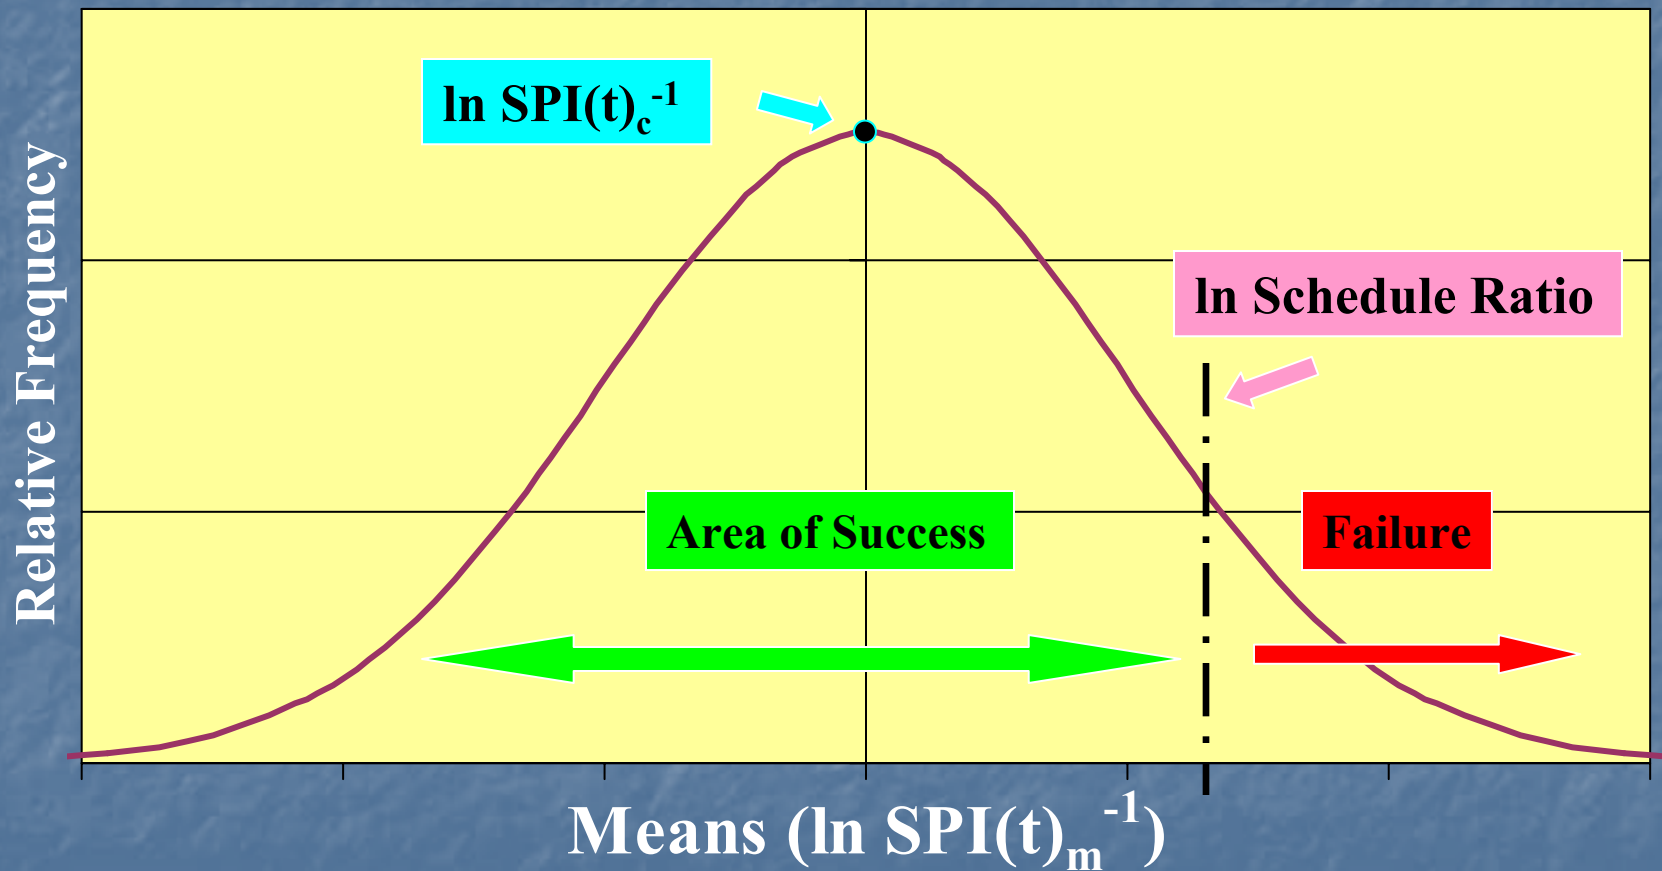 ln SPI(t)c-1
ln Schedule Ratio
Relative Frequency
Area of Success
Failure
Means (ln SPI(t)m-1)